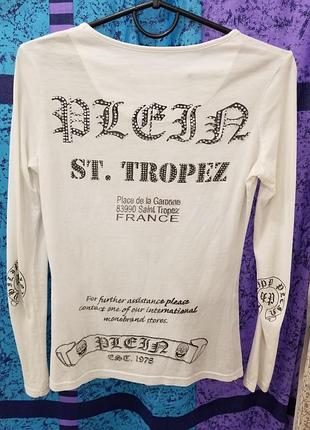 PLEIN
ST. TROPEZ
Place de la Garonne
83990 Saint Tropez
FRANCE
For further assistance please
contact one of our international
monobrand stores.
PLEIN
EST. 1978